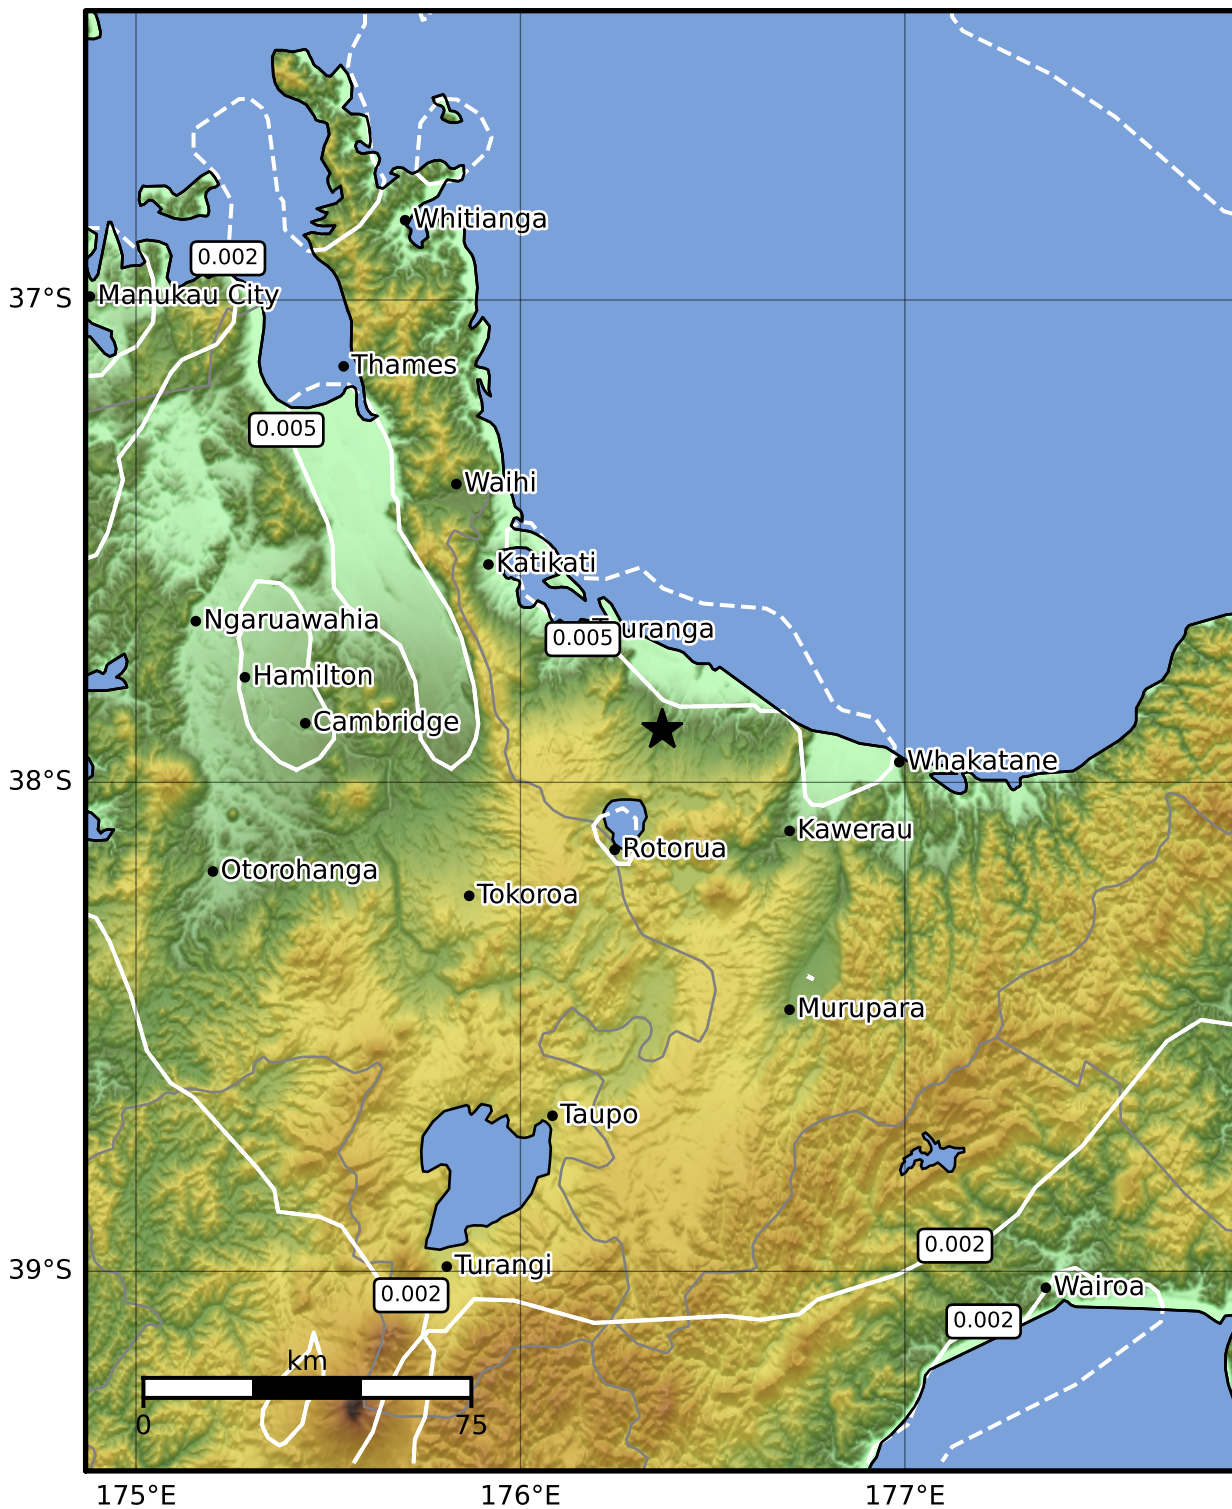 Whitianga
0.002
37°S
Manukau City
Thames
0.005
Waihi
Katikati
Ngaruawahia
0.005
uranga
Hamilton
Cambridge
Whakatane
38°S
Kawerau
Rotorua
Otorohanga
Tokoroa
Murupara
Taupo
0.002
Turangi
39°S
0.002
Wairoa
0.002
km
0
75
175°E
176°E
177°E